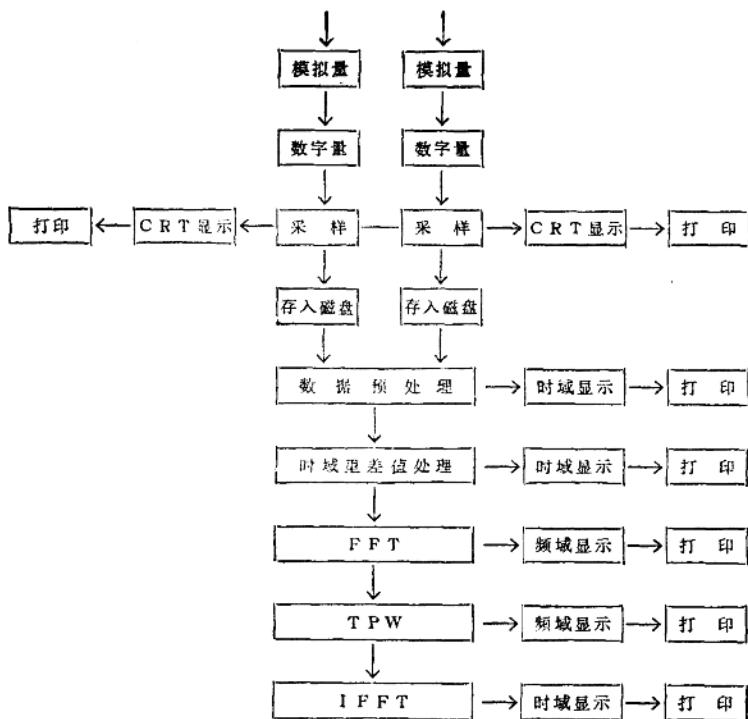 模拟量 模拟量
数字量 数字量
打印 CRT显示 采样 采样 CRT显示 打印
存入磁盘 存入磁盘
数据预处理 时域显示 打印
时域重差值处理 时域显示 打印
FFT 频域显示 打印
TPW 频域显示 打印
IFFT 时域显示 打印